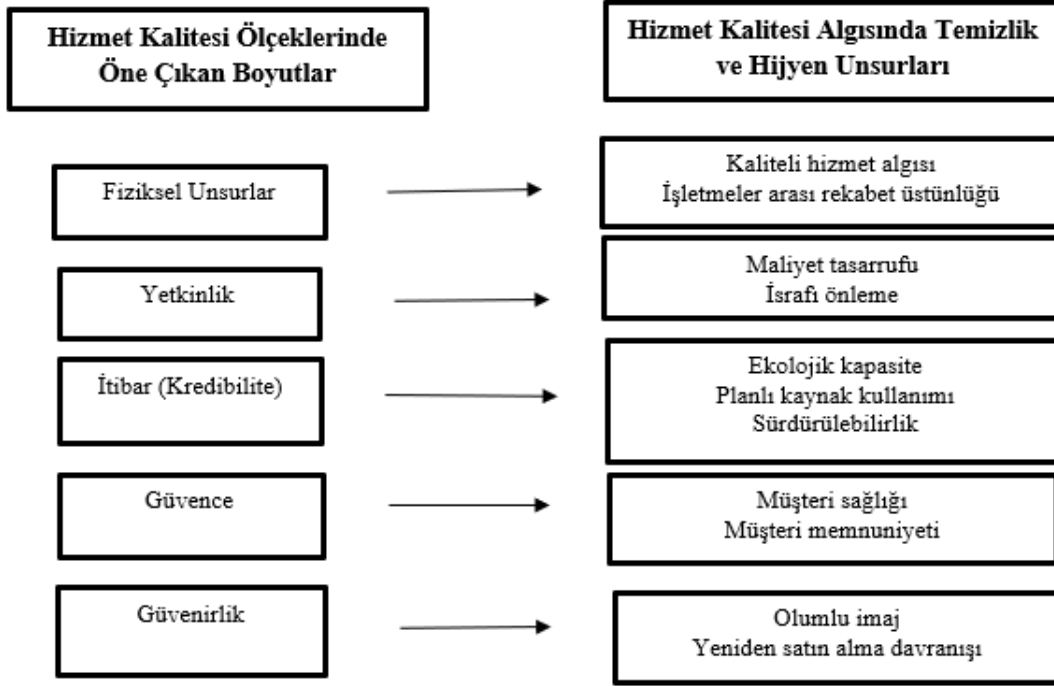 Hizmet Kalitesi Ölçeklerinde
Öne Çıkan Boyutlar
Hizmet Kalitesi Algısında Temizlik
ve Hijyen Unsurları
Fiziksel Unsurlar
Kaliteli hizmet algısı
İşletmeler arası rekabet üstünlüğü
Yetkinlik
Maliyet tasarrufu
İsrafı önleme
İtibar (Kredibilite)
Ekolojik kapasite
Planlı kaynak kullanımı
Sürdürülebilirlik
Güvence
Müşteri sağlığı
Müşteri memnuniyeti
Güvenirlik
Olumlu imaj
Yeniden satın alma davranışı